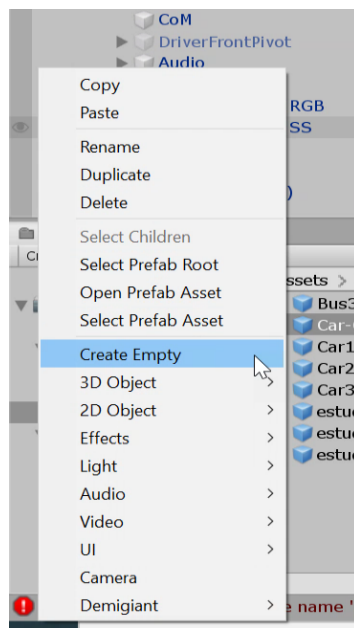 CoM
DriverFrontPivot
Audio
Copy
Paste
RGB
SS
Rename
Duplicate
Delete
)
Select Children
Select Prefab Root
Open Prefab Asset
Select Prefab Asset
ssets >
Bus3
Car-
Create Empty
Car1
3D Object
Car2
2D Object
Car3
Effects
estu
Light
estu
Audio
estu
Video
UI
Camera
Demigiant
e name '